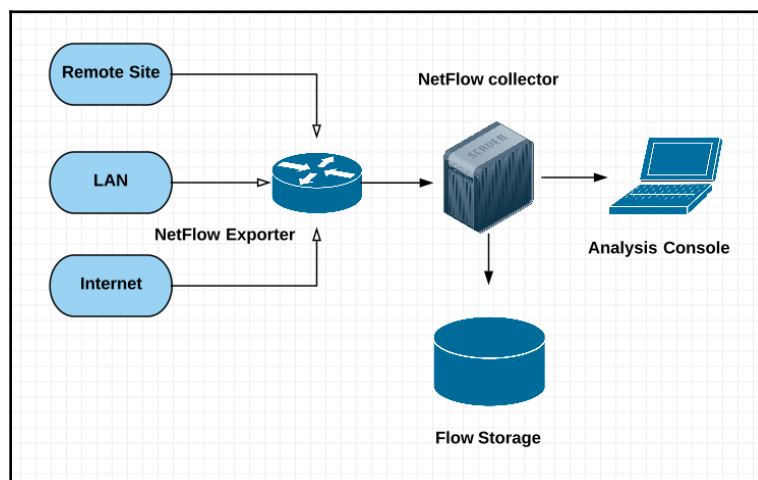 Remote Site
NetFlow collector
SERVER
LAN
NetFlow Exporter
Analysis Console
Internet
Flow Storage